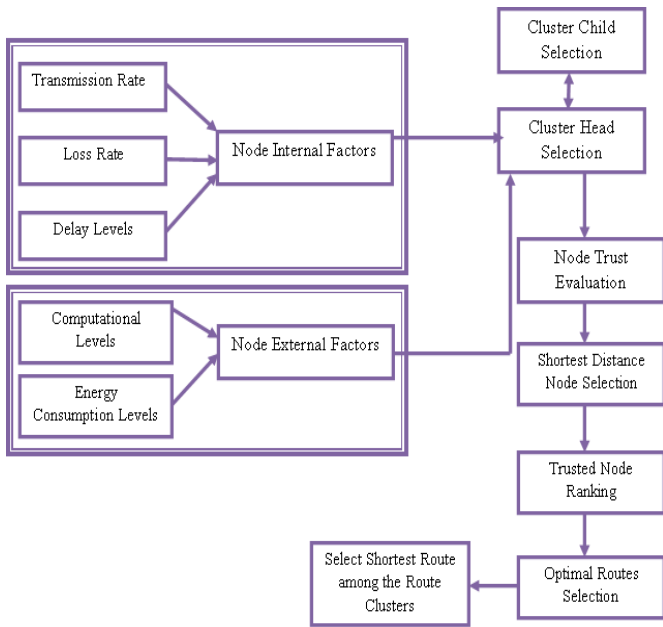 Transmission Rate
Loss Rate
Delay Levels
Node Internal Factors
Computational
Levels
Energy
Consumption Levels
Node External Factors
Cluster Child
Selection
Cluster Head
Selection
Node Trust
Evaluation
Shortest Distance
Node Selection
Trusted Node
Ranking
Optimal Routes
Selection
Select Shortest Route
among the Route
Clusters